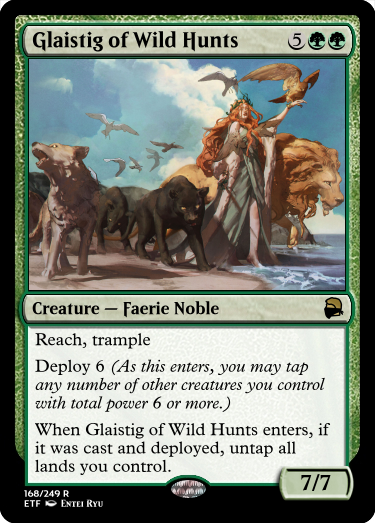 Glaistig of Wild Hunts 5
Creature — Faerie Noble
Reach, trample
Deploy 6 (As this enters, you may tap
any number of other creatures you control
with total power 6 or more.)
When Glaistig of Wild Hunts enters, if
it was cast and deployed, untap all
lands you control.
7/7
168/249 R
ETF Entei Ryu